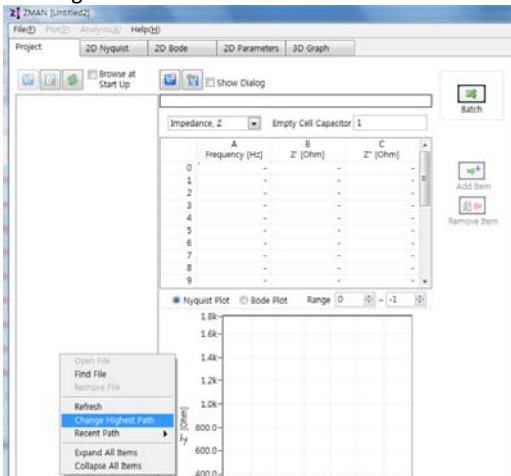 ZMAN [Untitled2]
File(F) Plot(P) Analysis(A) Help(H)
Project 2D Nyquist 2D Bode 2D Parameters 3D Graph
Browse at
Start Up
Show Dialog
Batch
Impedance, Z Empty Cell Capacitor 1
A B C
Frequency [Hz] Z' [Ohm] Z'' [Ohm]
0 - - -
1 - - -
2 - - -
3 - - -
4 - - -
5 - - -
6 - - -
7 - - -
8 - - -
9 - - -
Add Item
Remove Item
Nyquist Plot Bode Plot Range 0 ~ -1
1.8k
1.6k
1.4k
1.2k
1.0k
800.0
600.0
400.0
[Ohm]
Open File
Find File
Remove File
Refresh
Change Highest Path
Recent Path
Expand All Items
Collapse All Items